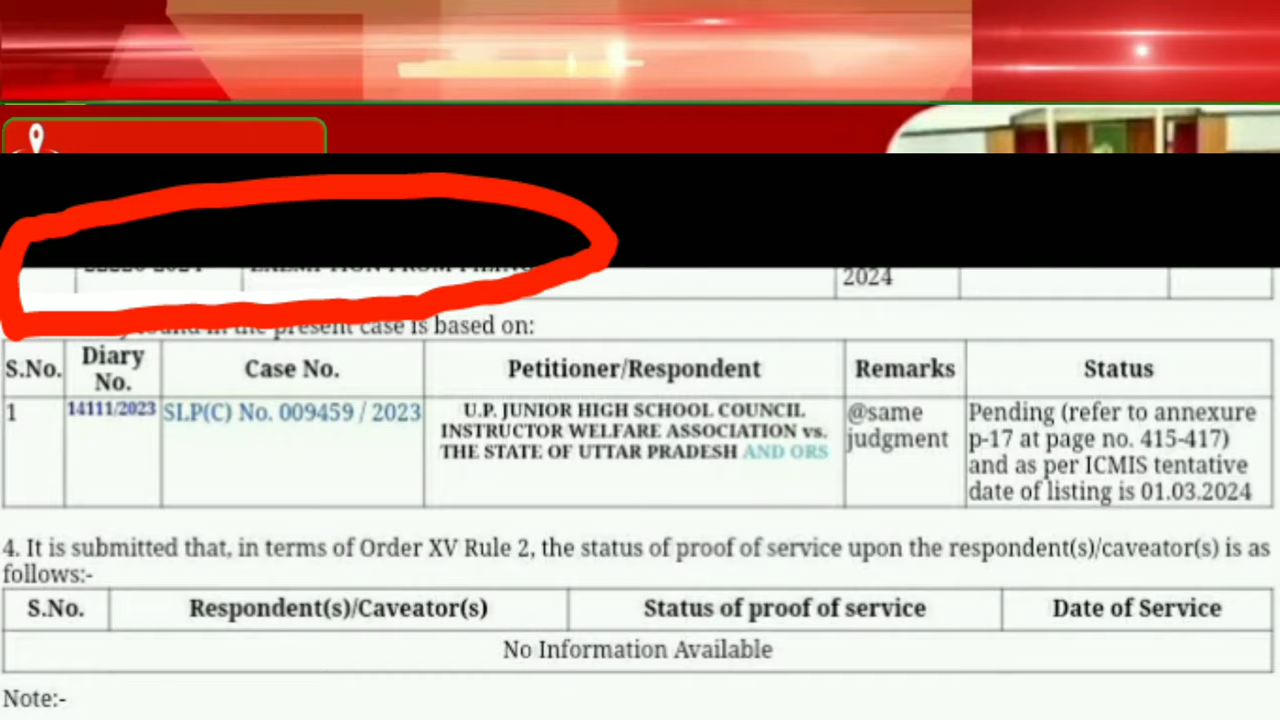 2024
found in the present case is based on:
S.No. Diary No. Case No. Petitioner/Respondent Remarks Status
1 14111/2023 SLP(C) No. 009459 / 2023 U.P. JUNIOR HIGH SCHOOL COUNCIL INSTRUCTOR WELFARE ASSOCIATION vs. THE STATE OF UTTAR PRADESH AND ORS @same judgment Pending (refer to annexure p-17 at page no. 415-417) and as per ICMIS tentative date of listing is 01.03.2024
4. It is submitted that, in terms of Order XV Rule 2, the status of proof of service upon the respondent(s)/caveator(s) is as
follows:-
S.No. Respondent(s)/Caveator(s) Status of proof of service Date of Service
No Information Available
Note:-